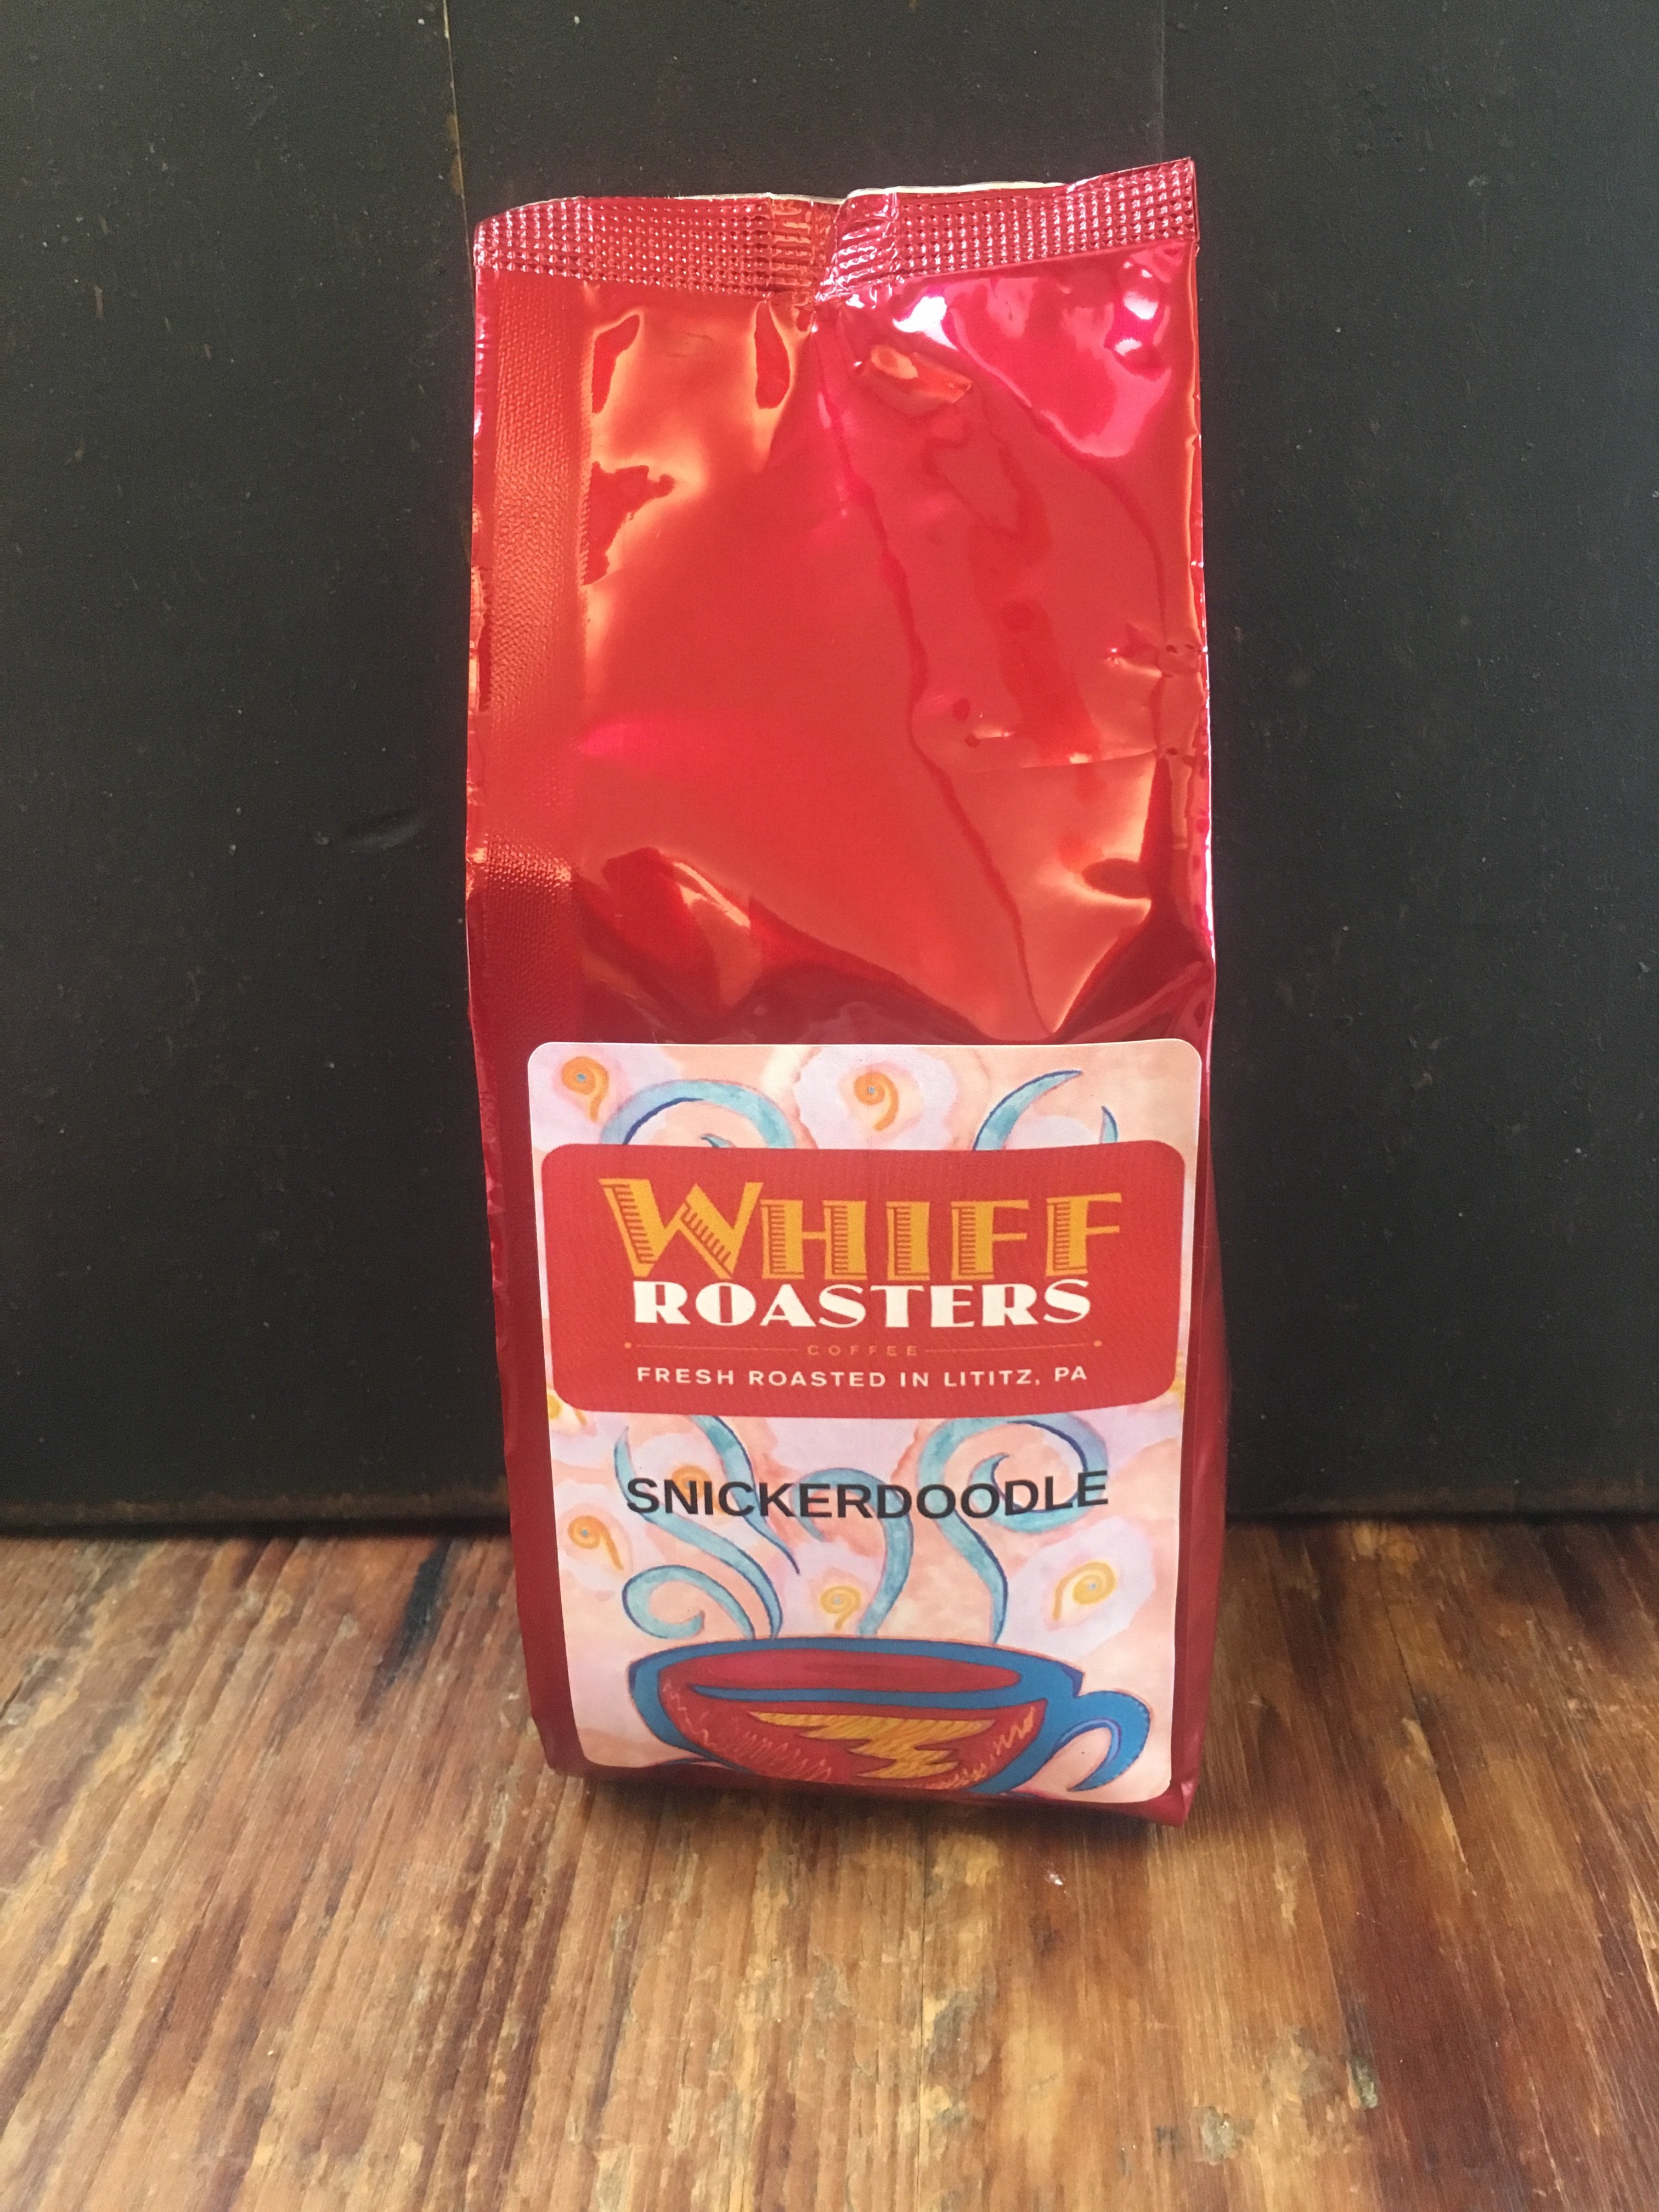 WHIFF
ROASTERS
COFFEE
FRESH ROASTED IN LITITZ, PA
SNICKERDOODLE